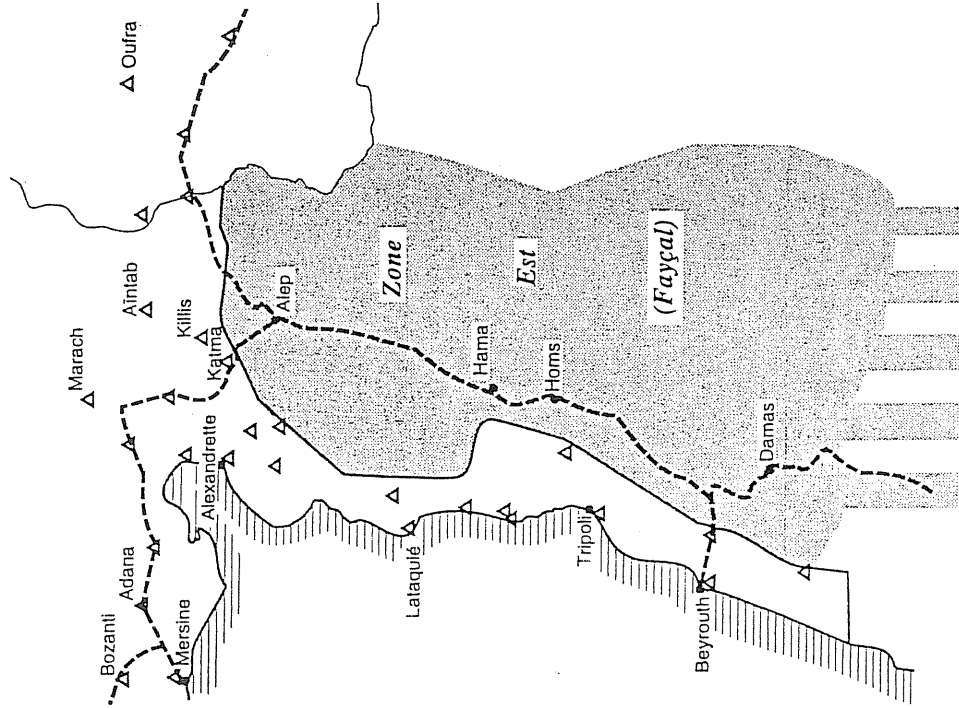 Oufra
Marach
Aïntab
Killis
Katma
Alep
Bozanti
Adana
Mersine
Alexandrette
Zone
Est
(Fayçal)
Lataquié
Hama
Homs
Tripoli
Beyrouth
Damas